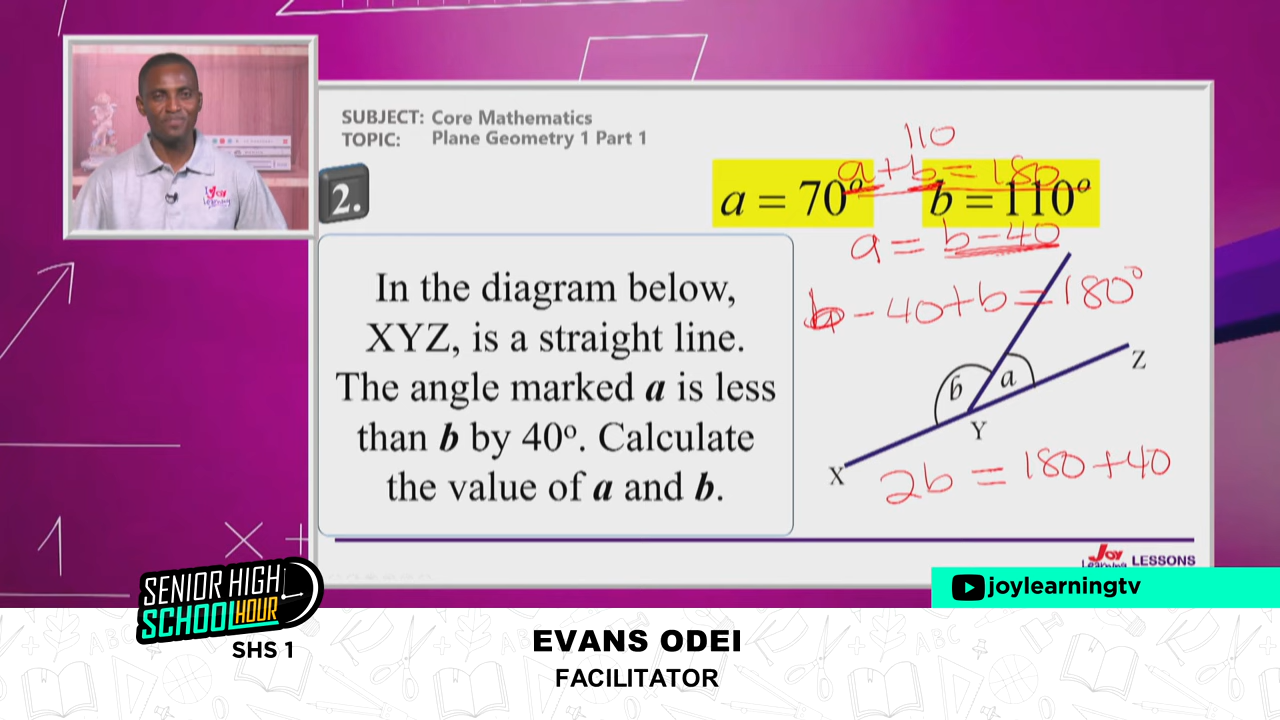 SUBJECT: Core Mathematics
TOPIC: Plane Geometry 1 Part 1
2.
110
a + b = 180
a = 70° b = 110°
a = b - 40
b - 40 + b = 180°
In the diagram below,
XYZ, is a straight line.
The angle marked a is less
than b by 40°. Calculate
the value of a and b.
b a
Z
Y
X
2b = 180 + 40
Joy Learning LESSONS
joylearningtv
SENIOR HIGH
SCHOOL HOUR
SHS 1
EVANS ODEI
FACILITATOR